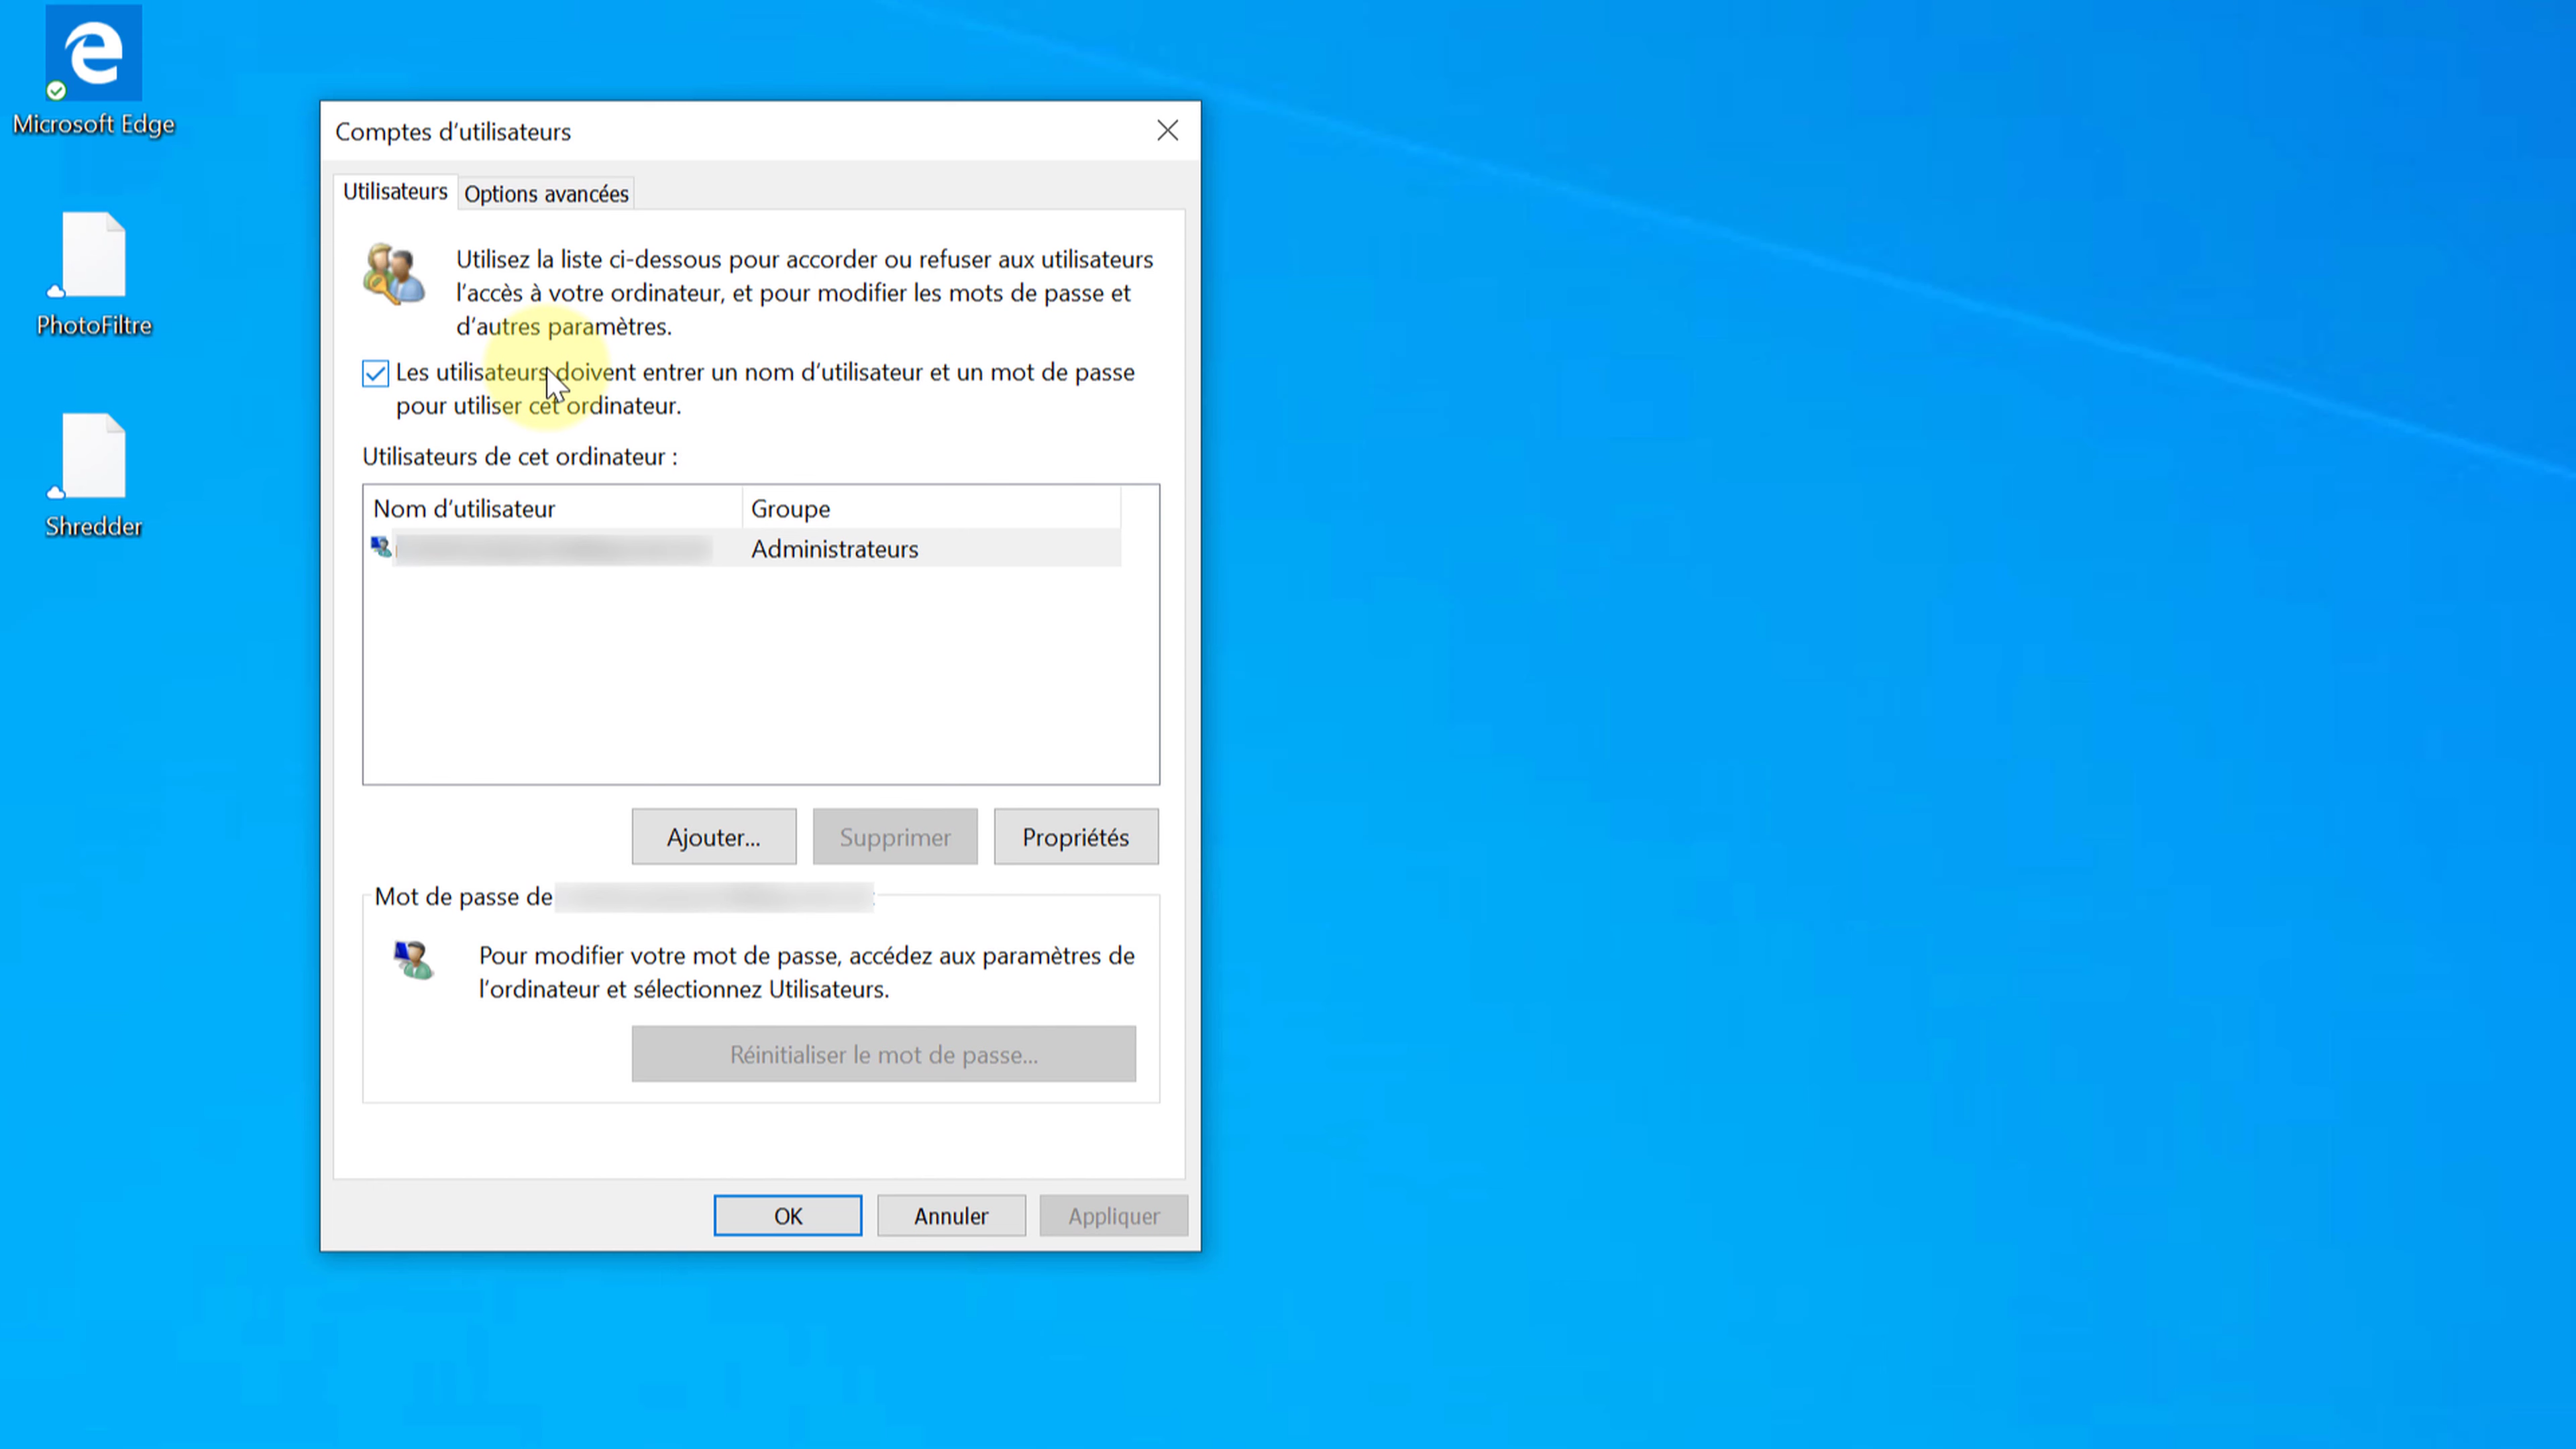 Microsoft Edge
PhotoFiltre
Shredder
Comptes d'utilisateurs
Utilisateurs
Options avancées
Utilisez la liste ci-dessous pour accorder ou refuser aux utilisateurs
l'accès à votre ordinateur, et pour modifier les mots de passe et
d'autres paramètres.
Les utilisateurs doivent entrer un nom d'utilisateur et un mot de passe
pour utiliser cet ordinateur.
Utilisateurs de cet ordinateur :
Nom d'utilisateur
Groupe
Administrateurs
Ajouter...
Supprimer
Propriétés
Mot de passe de
Pour modifier votre mot de passe, accédez aux paramètres de
l'ordinateur et sélectionnez Utilisateurs.
Réinitialiser le mot de passe...
OK
Annuler
Appliquer